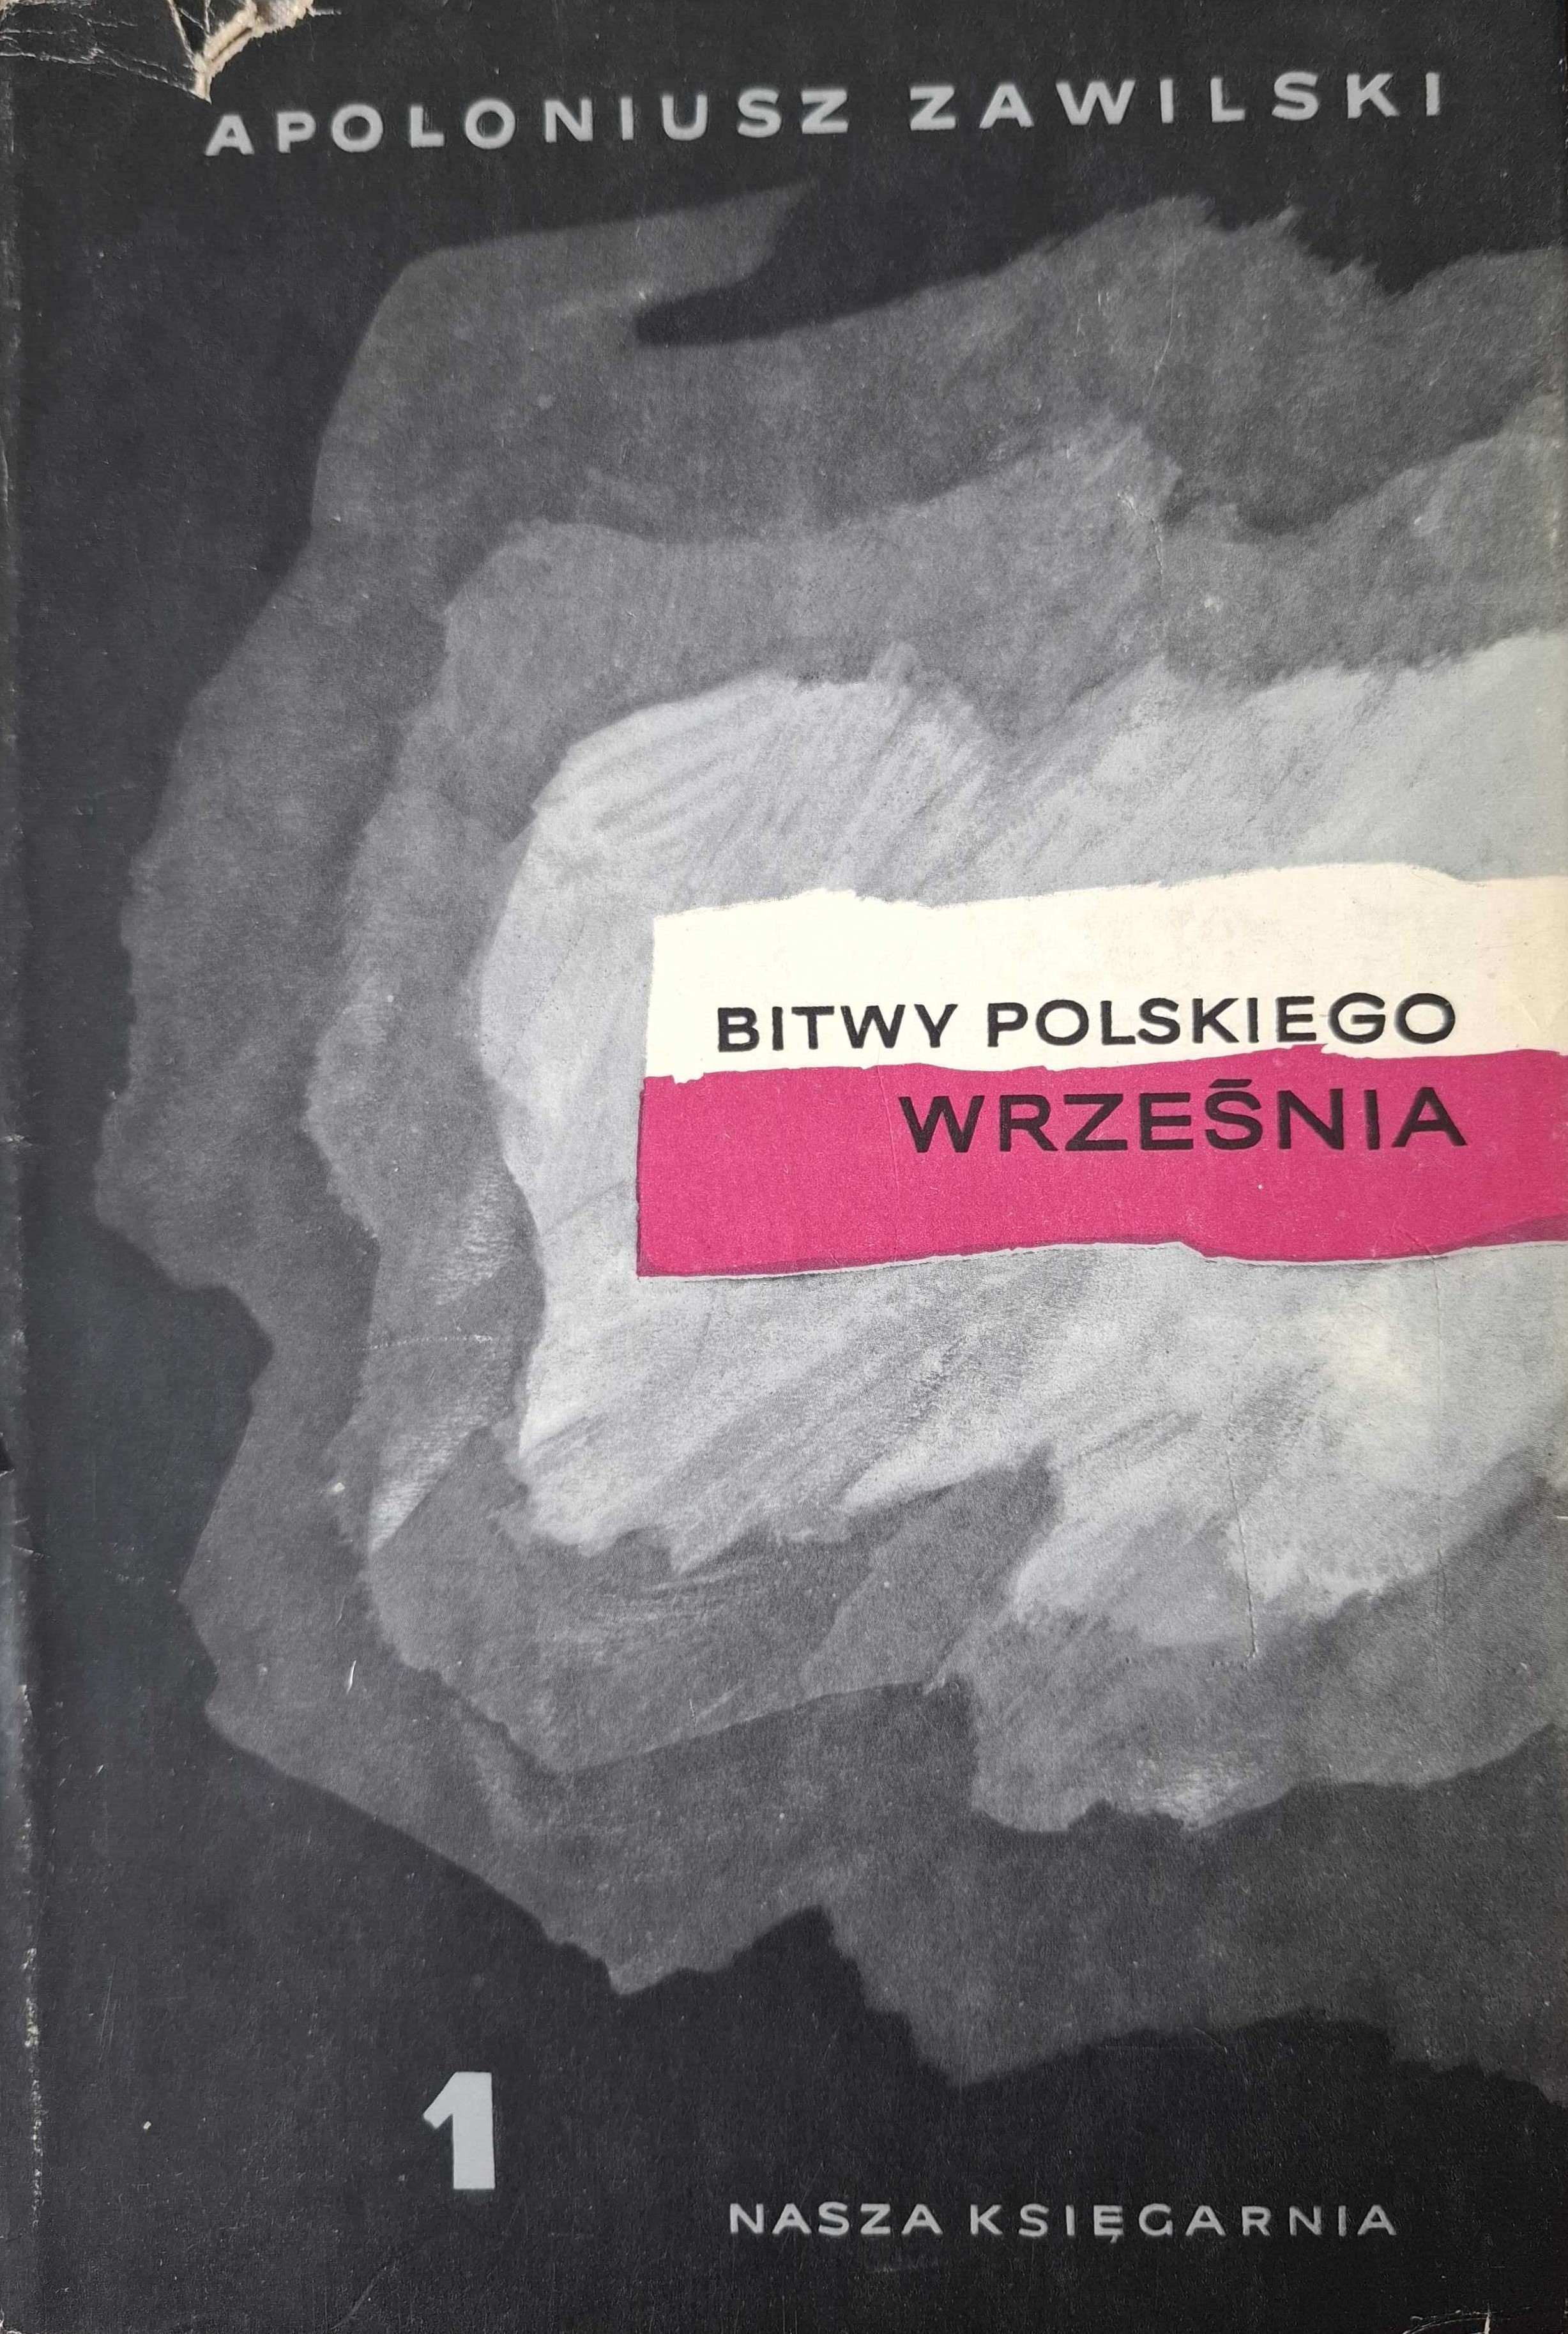 APOLONIUSZ ZAWILSKI
BITWY POLSKIEGO
WRZEŚNIA
1
NASZA KSIĘGARNIA